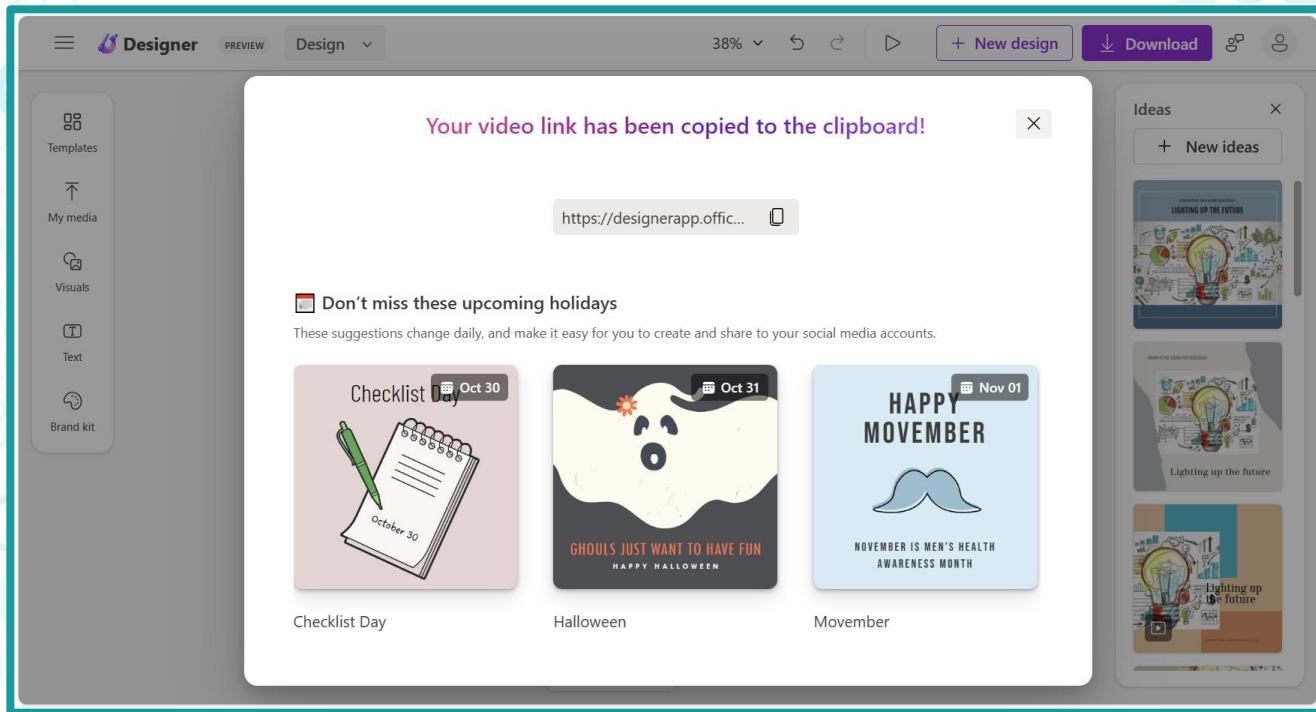 Designer PREVIEW Design 38% + New design Download
Templates
My media
Visuals
Text
Brand kit
Your video link has been copied to the clipboard!
https://designerapp.offic...
Don't miss these upcoming holidays
These suggestions change daily, and make it easy for you to create and share to your social media accounts.
Checklist Day
Oct 30
October 30
Checklist Day
Oct 31
GHOULS JUST WANT TO HAVE FUN
HAPPY HALLOWEEN
Halloween
Nov 01
HAPPY
MOVEMBER
NOVEMBER IS MEN'S HEALTH
AWARENESS MONTH
Movember
Ideas
+ New ideas
LIGHTING UP THE FUTURE
INNOVATIVE IDEAS FOR SUCCESS!
Lighting up the future
Lighting up
the future